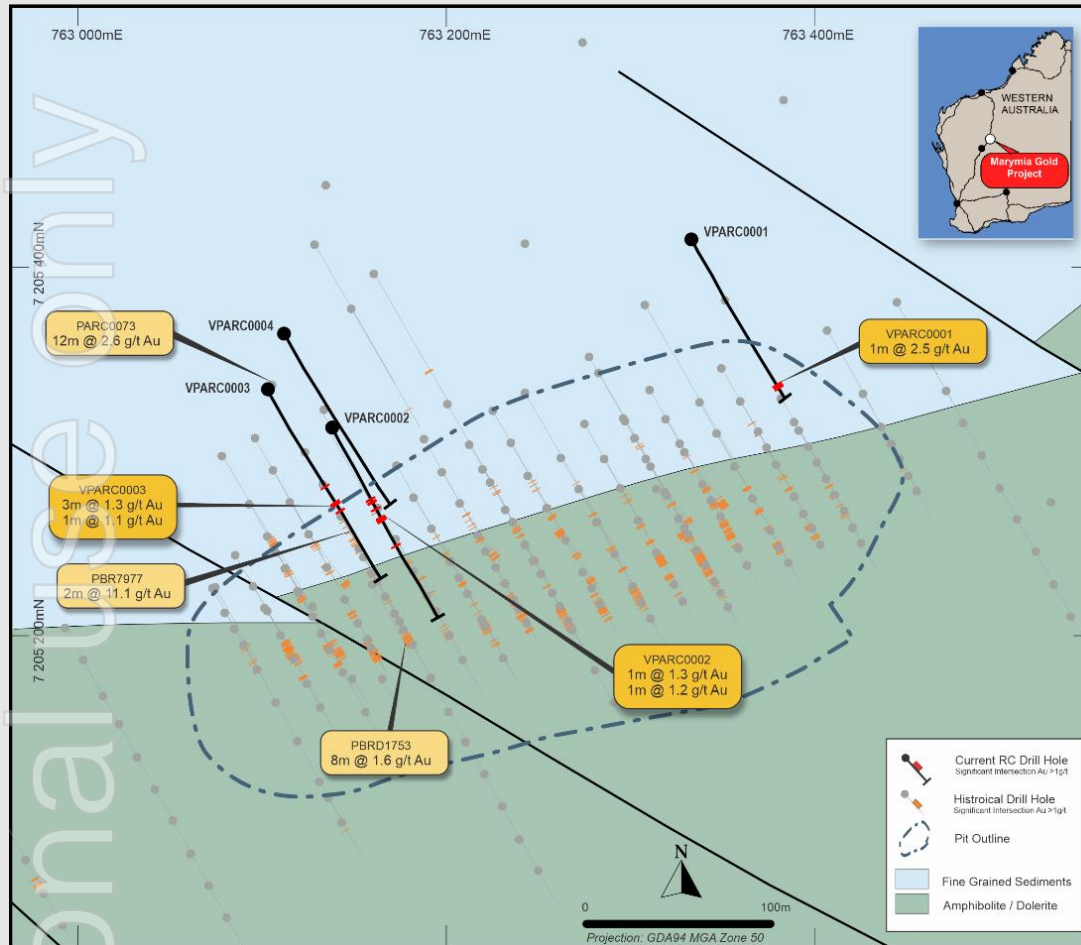 763 000mE
763 200mE
763 400mE
WESTERN
AUSTRALIA
Marymia Gold
Project
7 205 400mN
7 205 200mN
VPARC0001
PARC0073
12m @ 2.6 g/t Au
VPARC0004
VPARC0003
VPARC0002
VPARC0001
1m @ 2.5 g/t Au
VPARC0003
3m @ 1.3 g/t Au
1m @ 1.1 g/t Au
PBR7977
2m @ 11.1 g/t Au
VPARC0002
1m @ 1.3 g/t Au
1m @ 1.2 g/t Au
PBRD1753
8m @ 1.6 g/t Au
Current RC Drill Hole
Significant Intersection Au >1g/t
Histroical Drill Hole
Significant Intersection Au >1g/t
Pit Outline
Fine Grained Sediments
Amphibolite / Dolerite
N
0
100m
Projection: GDA94 MGA Zone 50
onal use only